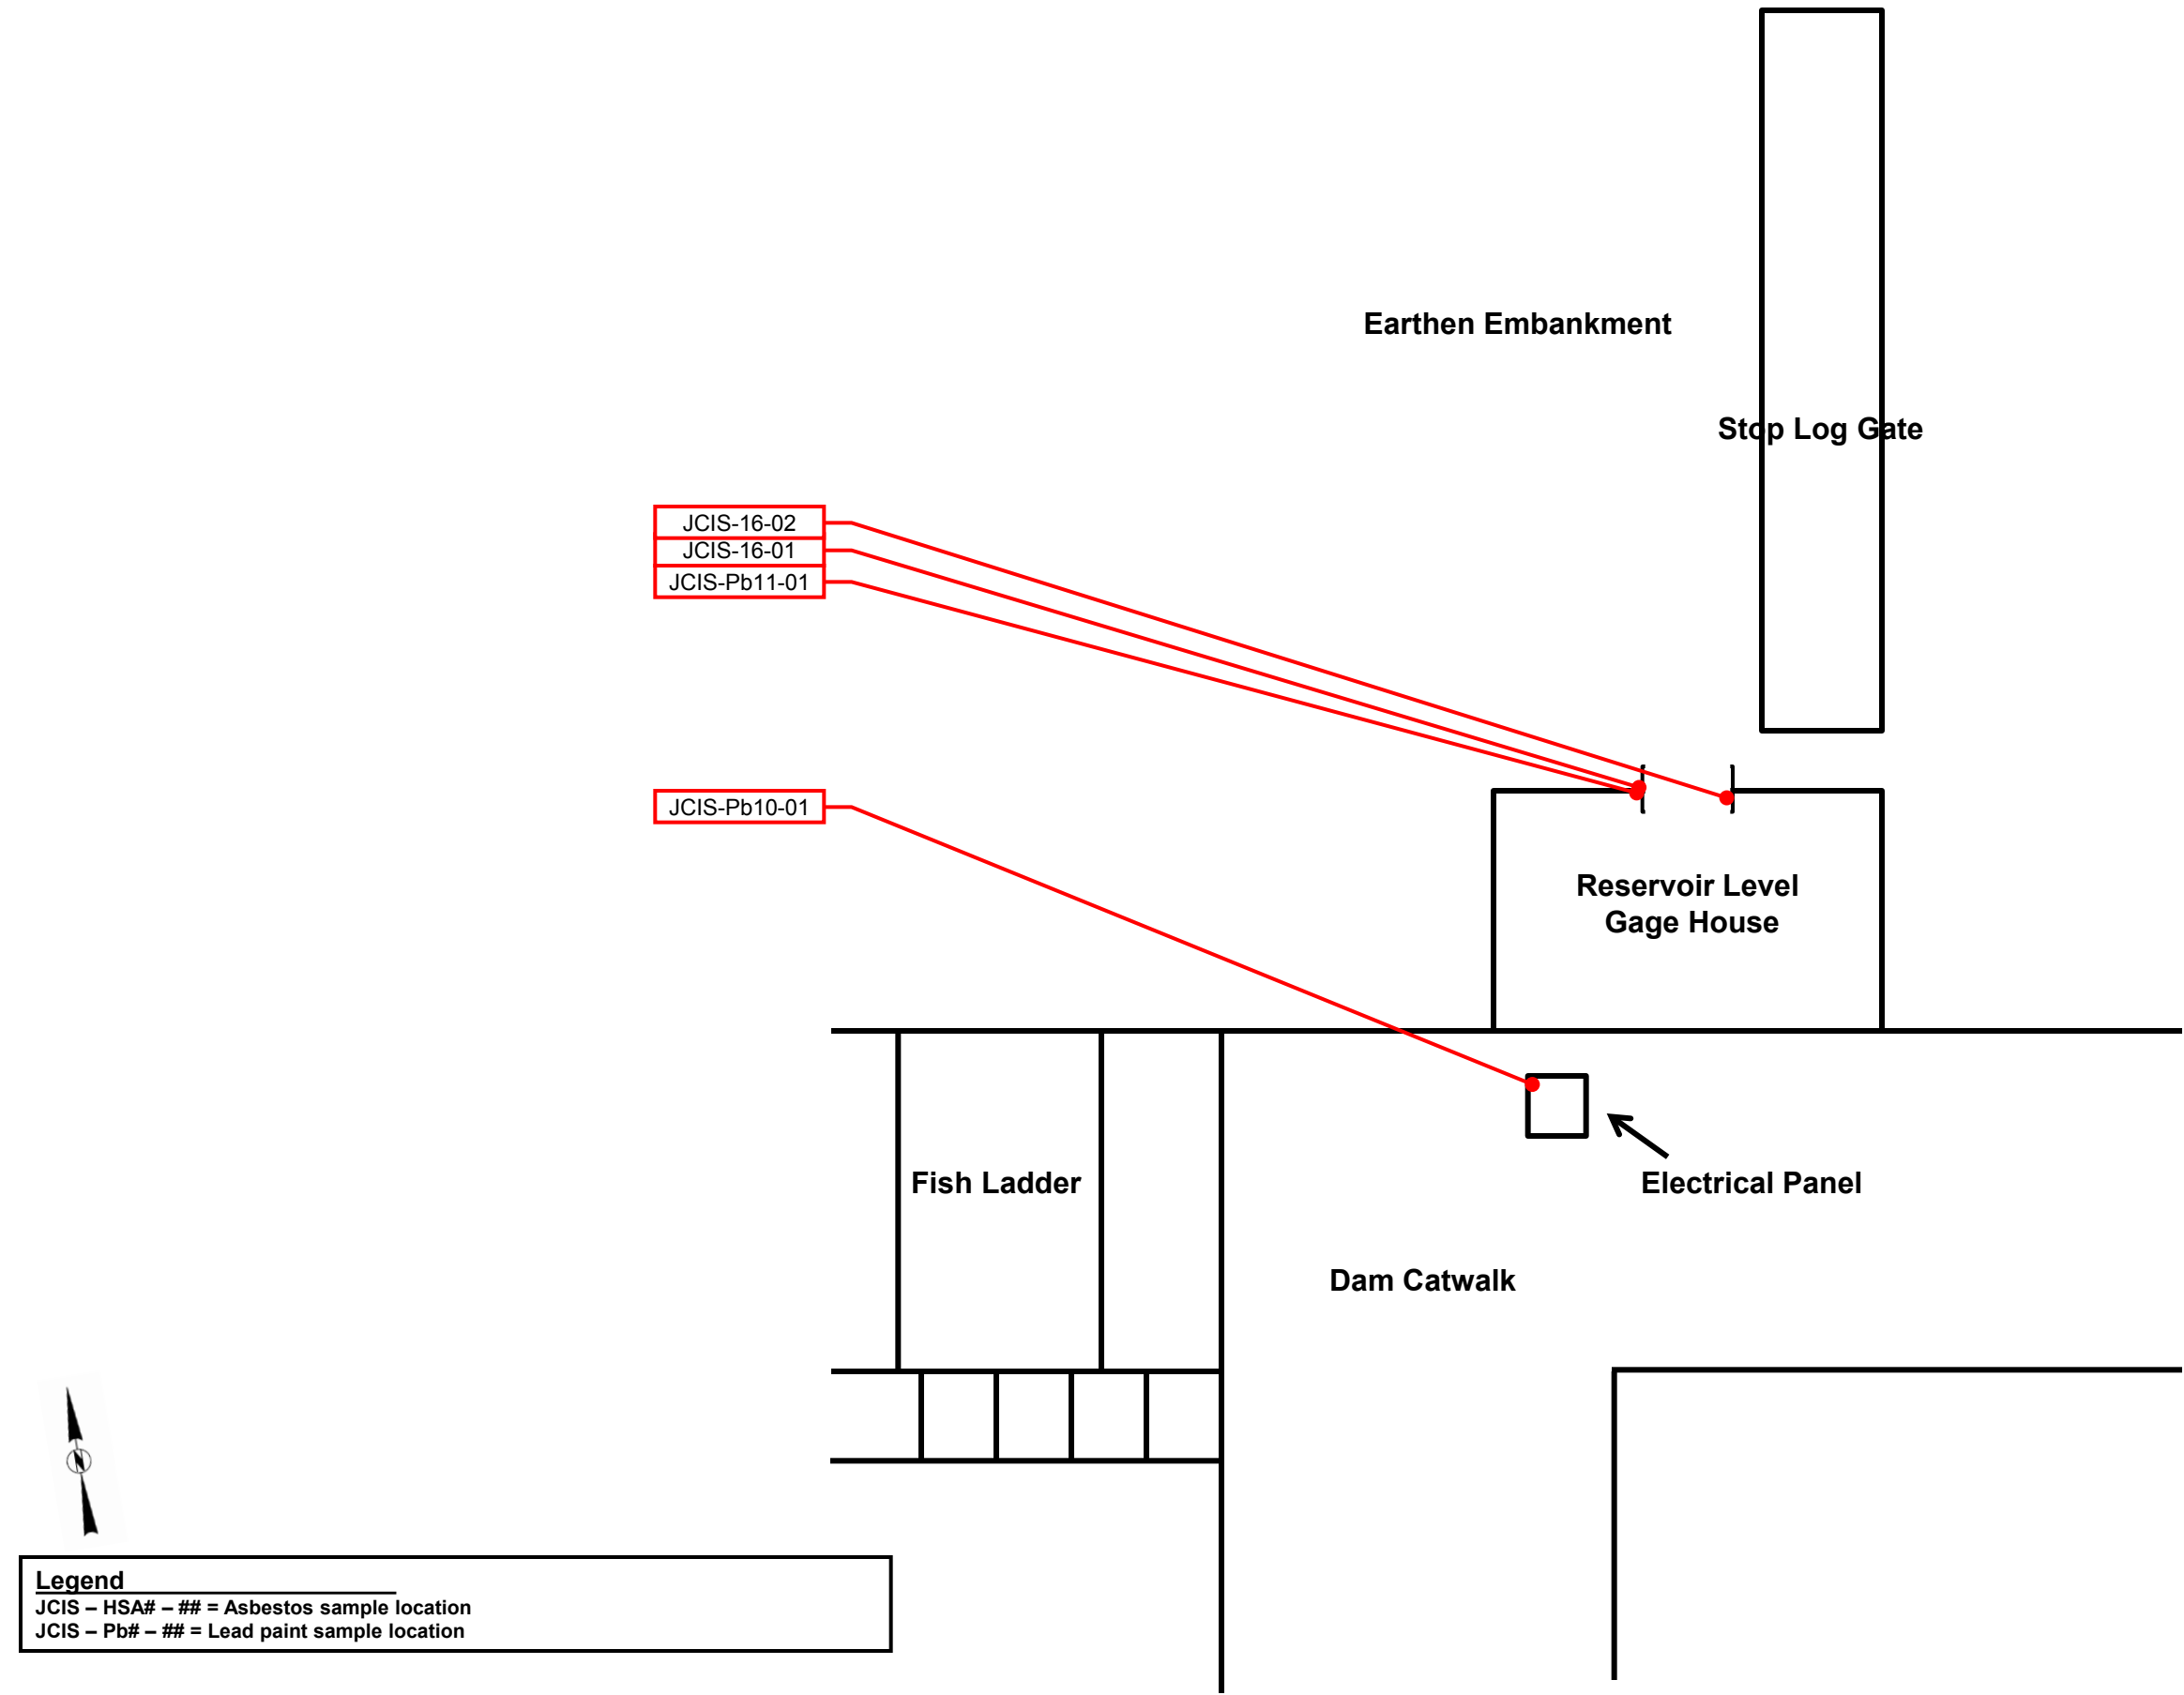 Earthen Embankment
Stop Log Gate
JCIS-16-02
JCIS-16-01
JCIS-Pb11-01
JCIS-Pb10-01
Reservoir Level
Gage House
Fish Ladder
Electrical Panel
Dam Catwalk
N
Legend
JCIS – HSA# – ## = Asbestos sample location
JCIS – Pb# – ## = Lead paint sample location